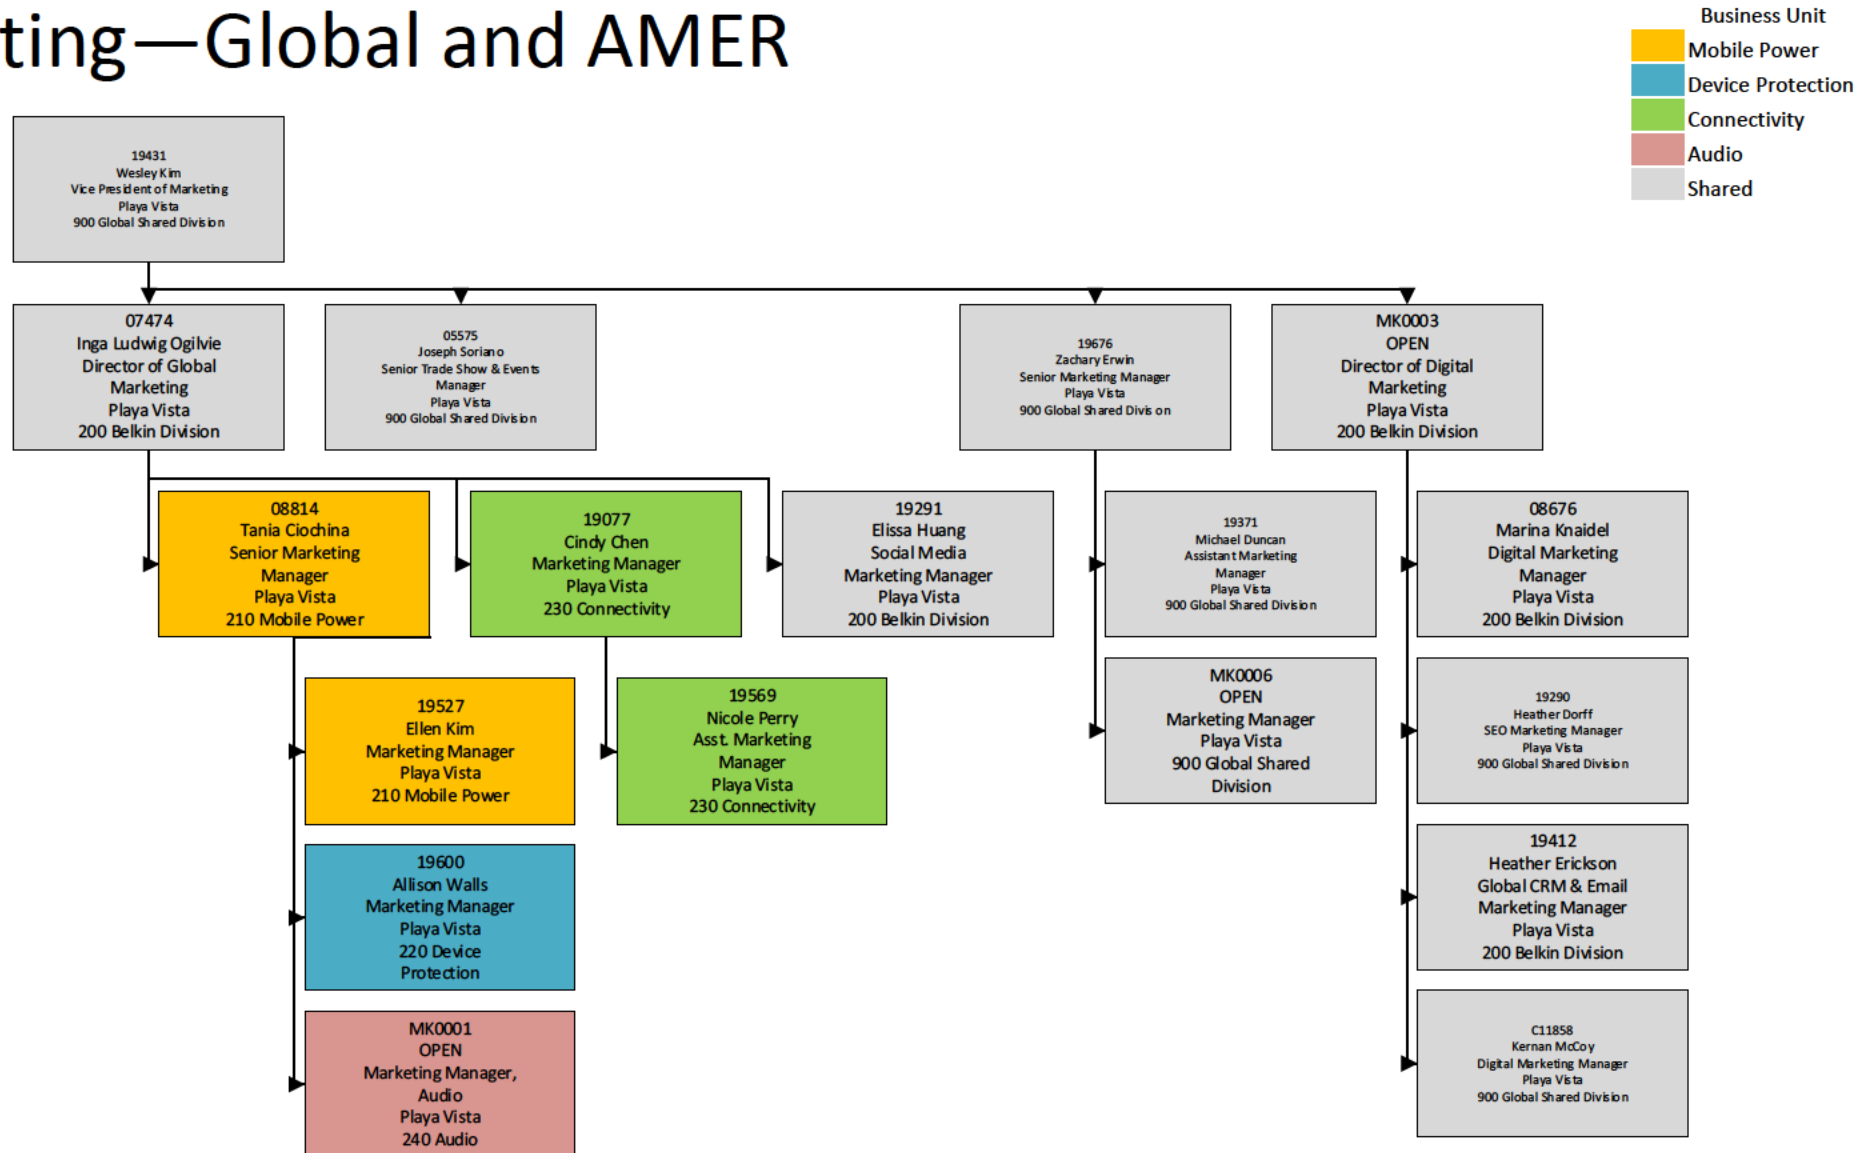 ting—Global and AMER
Business Unit
Mobile Power
Device Protection
Connectivity
Audio
Shared
19431
Wesley Kim
Vice President of Marketing
Playa Vista
900 Global Shared Division
07474
Inga Ludwig Ogilvie
Director of Global
Marketing
Playa Vista
200 Belkin Division
05575
Joseph Soriano
Senior Trade Show & Events
Manager
Playa Vista
900 Global Shared Division
19676
Zachary Erwin
Senior Marketing Manager
Playa Vista
900 Global Shared Division
MK0003
OPEN
Director of Digital
Marketing
Playa Vista
200 Belkin Division
08814
Tania Ciochina
Senior Marketing
Manager
Playa Vista
210 Mobile Power
19077
Cindy Chen
Marketing Manager
Playa Vista
230 Connectivity
19291
Elissa Huang
Social Media
Marketing Manager
Playa Vista
200 Belkin Division
19371
Michael Duncan
Assistant Marketing
Manager
Playa Vista
900 Global Shared Division
08676
Marina Knaidel
Digital Marketing
Manager
Playa Vista
200 Belkin Division
19527
Ellen Kim
Marketing Manager
Playa Vista
210 Mobile Power
19569
Nicole Perry
Asst. Marketing
Manager
Playa Vista
230 Connectivity
MK0006
OPEN
Marketing Manager
Playa Vista
900 Global Shared
Division
19290
Heather Dorff
SEO Marketing Manager
Playa Vista
900 Global Shared Division
19600
Allison Walls
Marketing Manager
Playa Vista
220 Device
Protection
19412
Heather Erickson
Global CRM & Email
Marketing Manager
Playa Vista
200 Belkin Division
MK0001
OPEN
Marketing Manager,
Audio
Playa Vista
240 Audio
C11858
Kernan McCoy
Digital Marketing Manager
Playa Vista
900 Global Shared Division